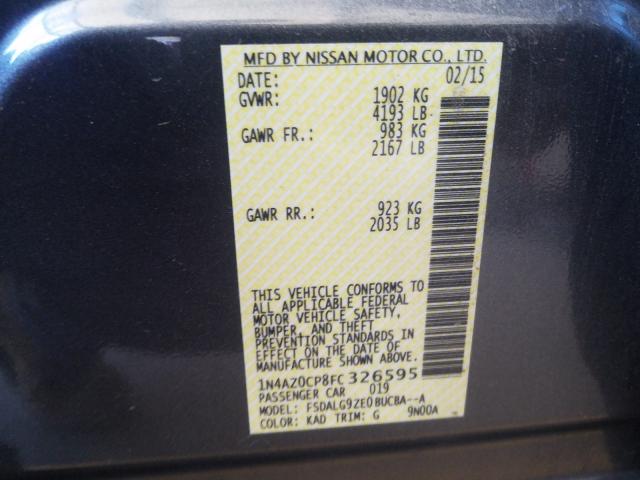 MFD BY NISSAN MOTOR CO., LTD.
DATE: 02/15
GVWR: 1902 KG
4193 LB
GAWR FR.: 983 KG
2167 LB
GAWR RR.: 923 KG
2035 LB
THIS VEHICLE CONFORMS TO
ALL APPLICABLE FEDERAL
MOTOR VEHICLE SAFETY,
BUMPER, AND THEFT
PREVENTION STANDARDS IN
EFFECT ON THE DATE OF
MANUFACTURE SHOWN ABOVE.
1N4AZ0CP8FC326595
PASSENGER CAR 019
MODEL: FSDALG9ZE0BUCBA--A
COLOR: KAD TRIM: G 9N00A